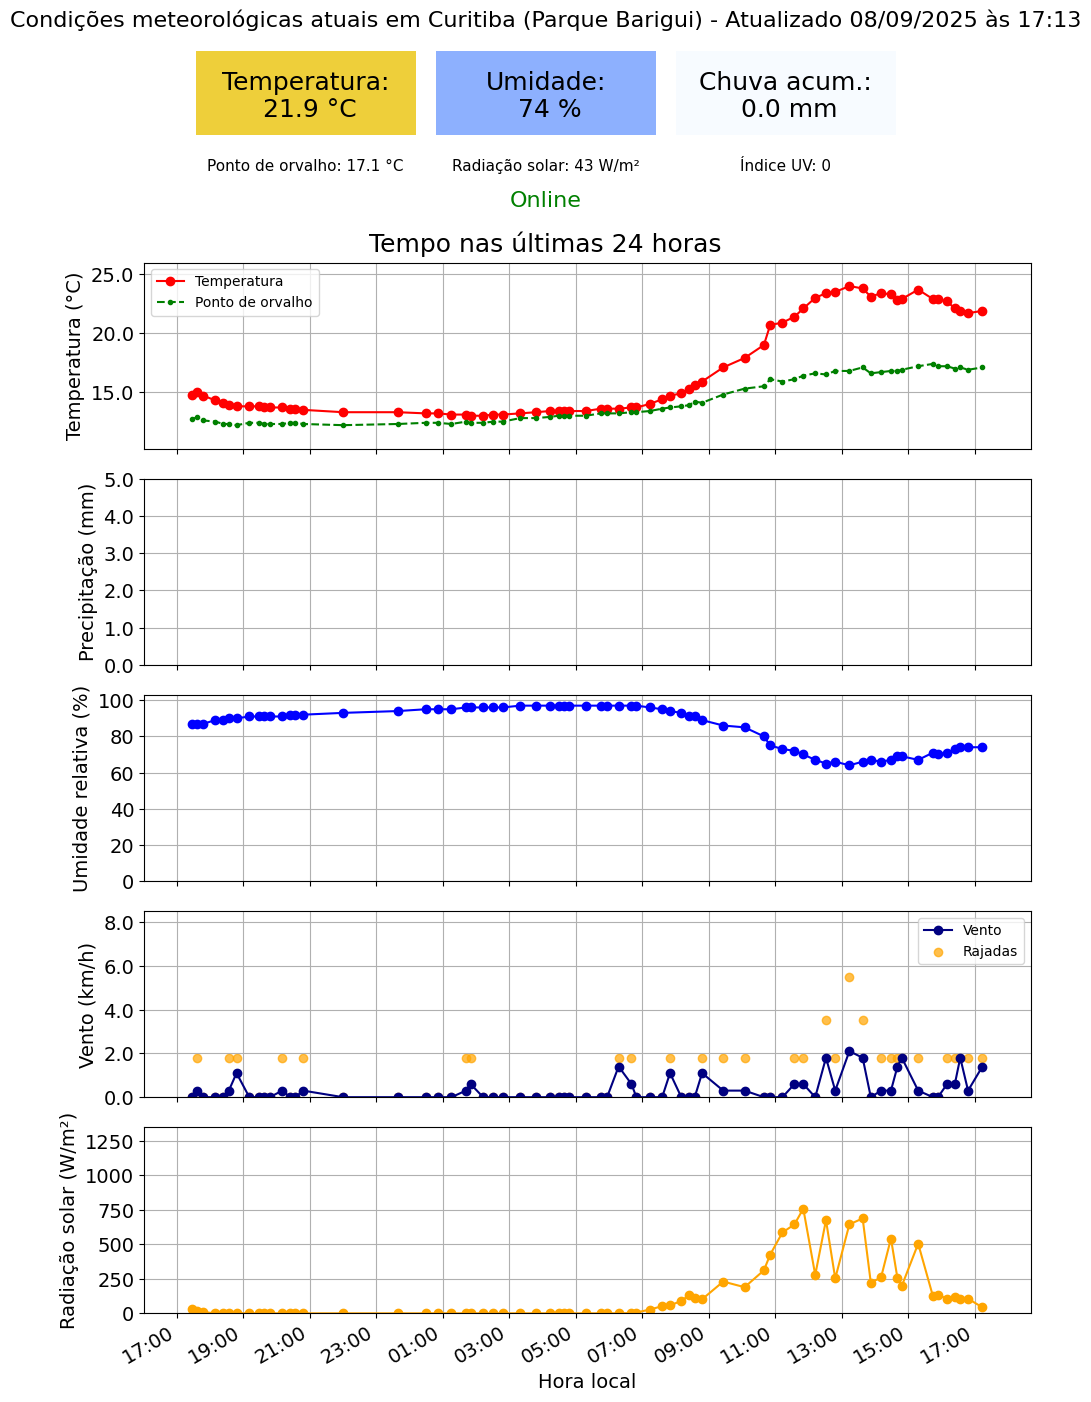 Condições meteorológicas atuais em Curitiba (Parque Barigui) - Atualizado 08/09/2025 às 17:13
Temperatura:
21.9 °C
Umidade:
74 %
Chuva acum.:
0.0 mm
Ponto de orvalho: 17.1 °C
Radiação solar: 43 W/m²
Índice UV: 0
Online
Tempo nas últimas 24 horas
Temperatura (°C)
25.0
20.0
15.0
Temperatura
Ponto de orvalho
Precipitação (mm)
5.0
4.0
3.0
2.0
1.0
0.0
Umidade relativa (%)
100
80
60
40
20
0
Vento (km/h)
8.0
6.0
4.0
2.0
0.0
Vento
Rajadas
Radiação solar (W/m²)
1250
1000
750
500
250
0
17:00
19:00
21:00
23:00
01:00
03:00
05:00
07:00
09:00
11:00
13:00
15:00
17:00
Hora local